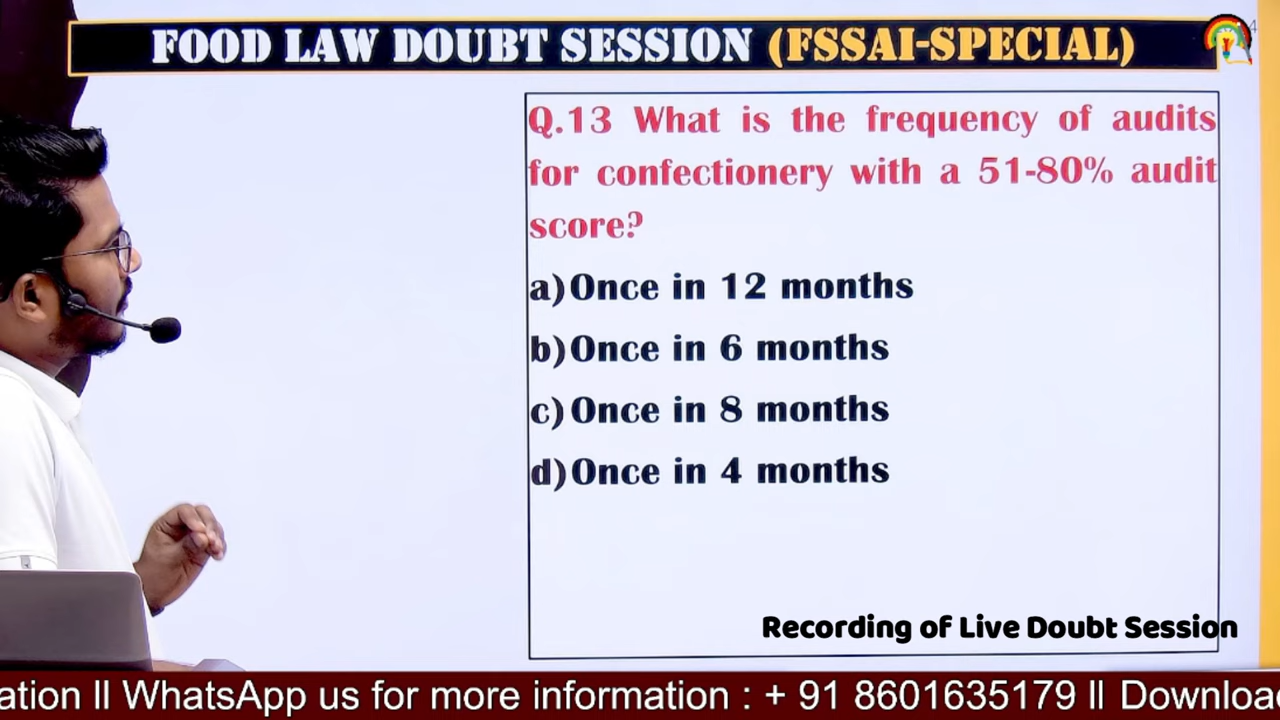 FOOD LAW DOUBT SESSION (FSSAI-SPECIAL)
Q.13 What is the frequency of audits
for confectionery with a 51-80% audit
score?
a)Once in 12 months
b)Once in 6 months
c)Once in 8 months
d)Once in 4 months
Recording of Live Doubt Session
ation ll WhatsApp us for more information : + 91 8601635179 ll Downloa